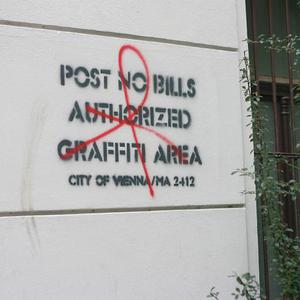 POST NO BILLS
AUTHORIZED
GRAFFITI AREA
CITY OF VIENNA/MA 2412